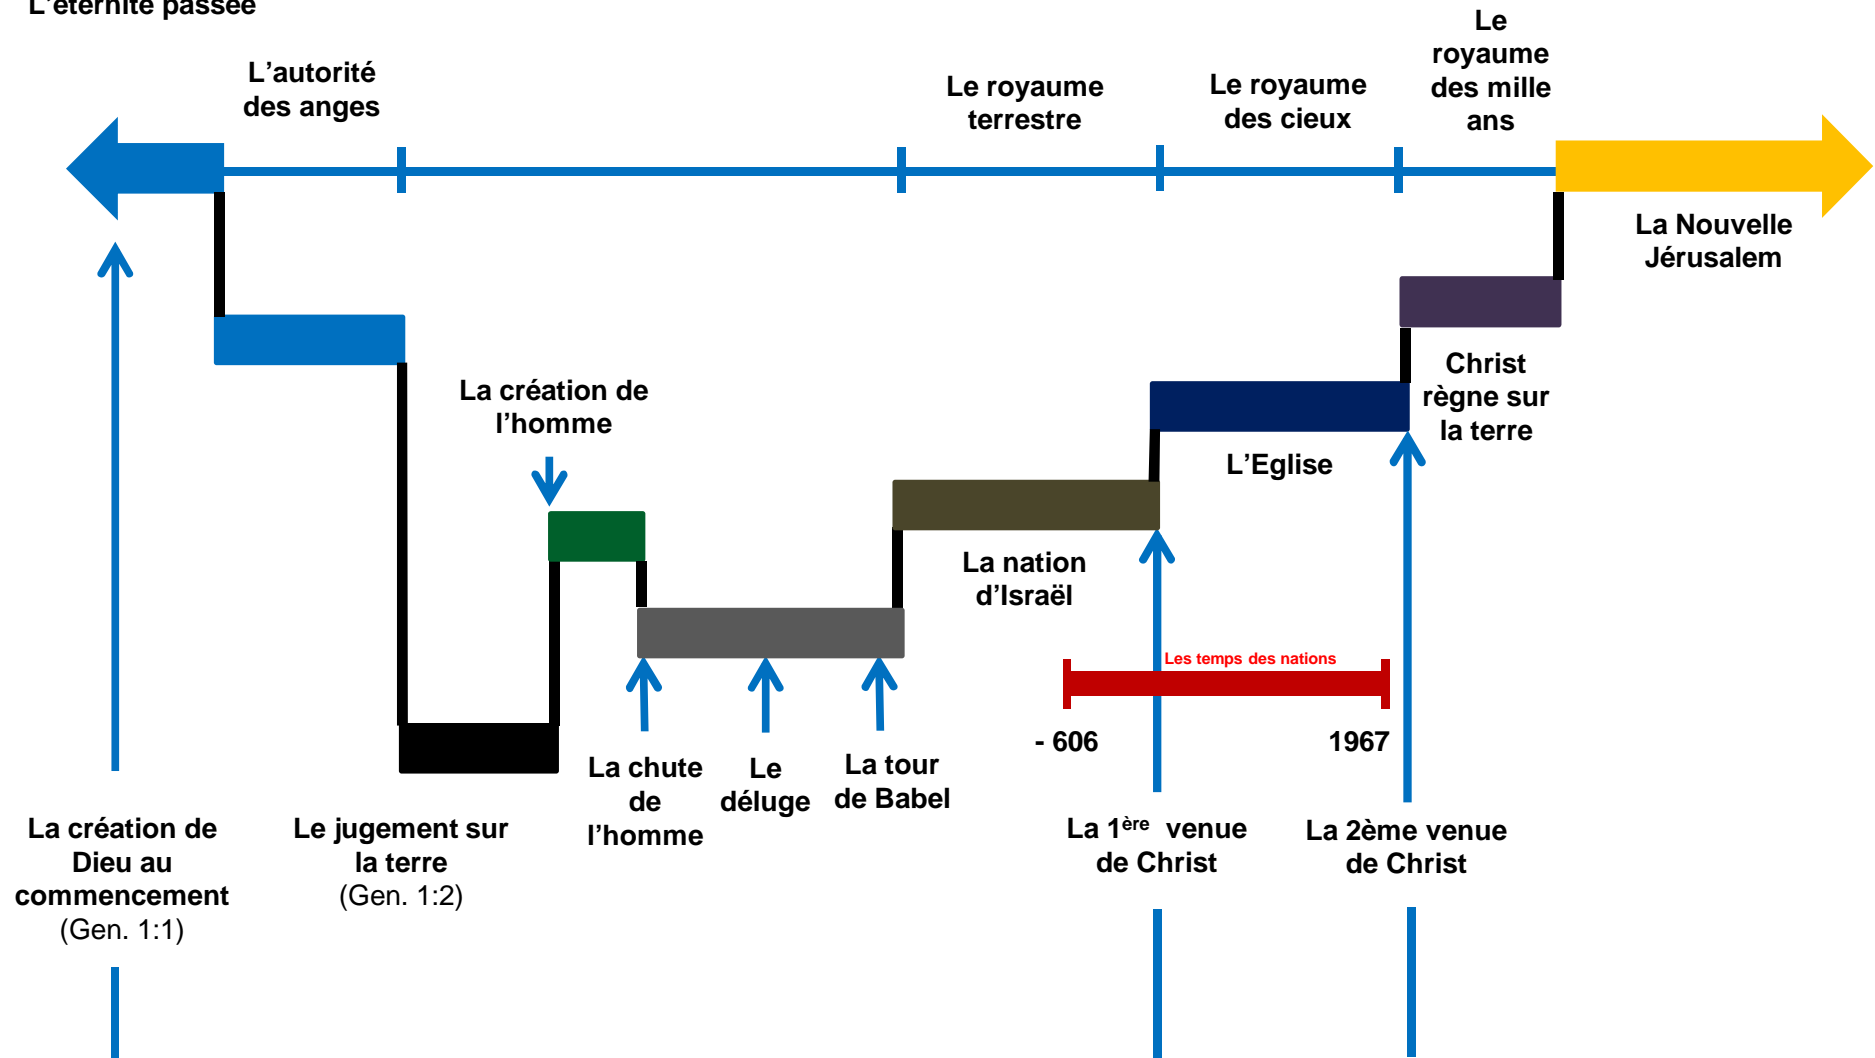 L'éternité passée
L'autorité
des anges
Le royaume
terrestre
Le royaume
des cieux
Le
royaume
des mille
ans
La Nouvelle
Jérusalem
La création de
l'homme
Christ
règne sur
la terre
L'Eglise
La nation
d'Israël
Les temps des nations
- 606
1967
La chute
de
l'homme
Le
déluge
La tour
de Babel
La création de
Dieu au
commencement
(Gen. 1:1)
Le jugement sur
la terre
(Gen. 1:2)
La 1ère venue
de Christ
La 2ème venue
de Christ